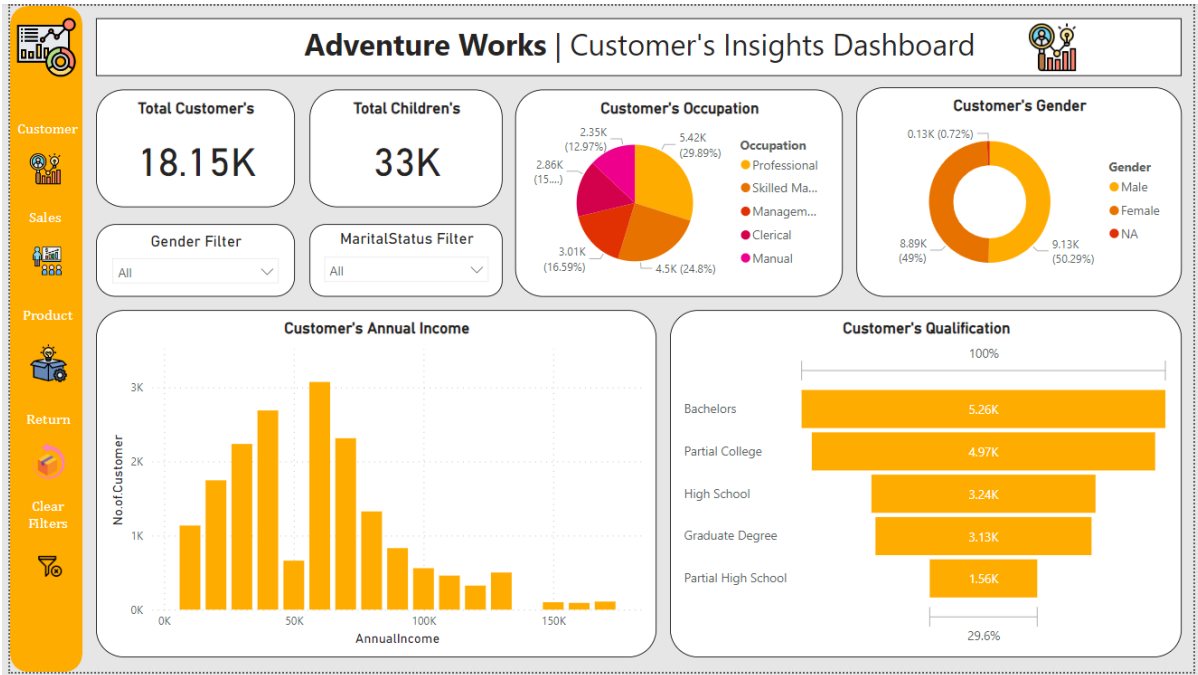 Adventure Works | Customer's Insights Dashboard
Customer
Sales
Product
Return
Clear
Filters
Total Customer's
18.15K
Total Children's
33K
Gender Filter
All
MaritalStatus Filter
All
Customer's Occupation
2.35K
(12.97%)
5.42K
(29.89%)
2.86K
(15....)
3.01K
(16.59%)
4.5K (24.8%)
Occupation
Professional
Skilled Ma...
Managem...
Clerical
Manual
Customer's Gender
0.13K (0.72%)
8.89K
(49%)
9.13K
(50.29%)
Gender
Male
Female
NA
Customer's Annual Income
No.of.Customer
3K
2K
1K
0K
0K
50K
100K
150K
AnnualIncome
Customer's Qualification
100%
Bachelors
5.26K
Partial College
4.97K
High School
3.24K
Graduate Degree
3.13K
Partial High School
1.56K
29.6%